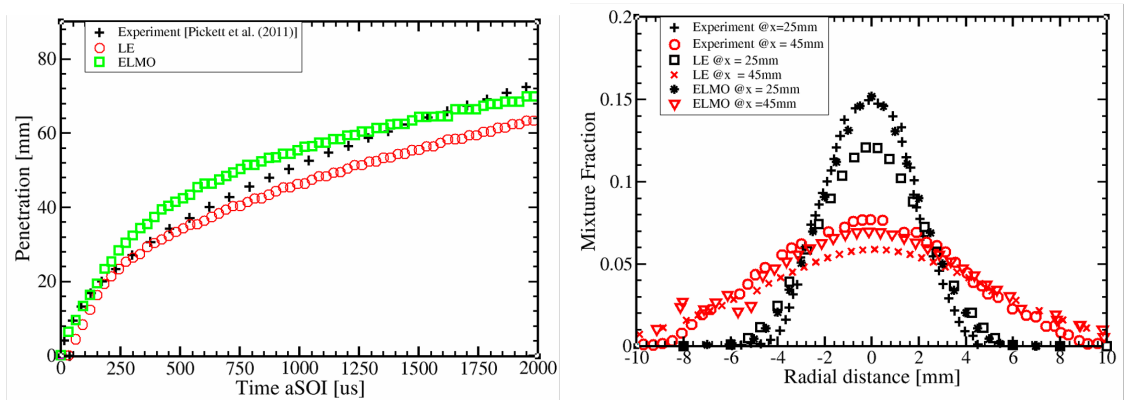 Experiment [Pickett et al. (2011)]
LE
ELMO
80
60
40
20
0
0 250 500 750 1000 1250 1500 1750 2000
Penetration [mm]
Time aSOI [us]
Experiment @x=25mm
Experiment @x = 45mm
LE @x = 25mm
LE @x = 45mm
ELMO @x = 25mm
ELMO @x =45mm
0.2
0.15
0.1
0.05
0
-10 -8 -6 -4 -2 0 2 4 6 8 10
Mixture Fraction
Radial distance [mm]